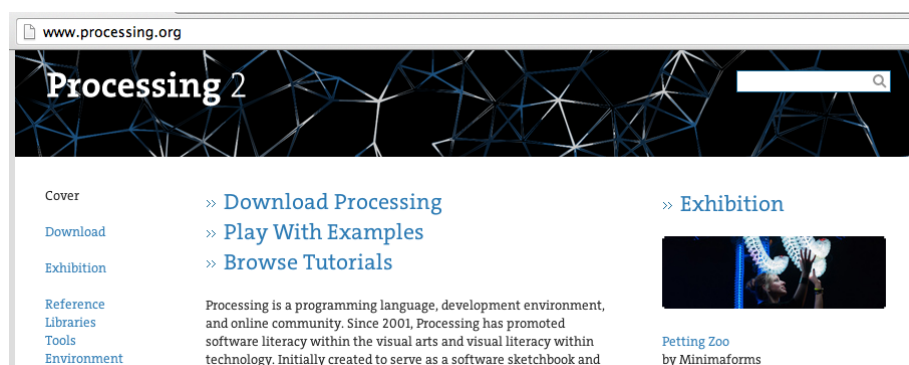 www.processing.org
Processing 2
Cover
Download
Exhibition
Reference
Libraries
Tools
Environment
» Download Processing
» Play With Examples
» Browse Tutorials
Processing is a programming language, development environment,
and online community. Since 2001, Processing has promoted
software literacy within the visual arts and visual literacy within
technology. Initially created to serve as a software sketchbook and
» Exhibition
Petting Zoo
by Minimaforms